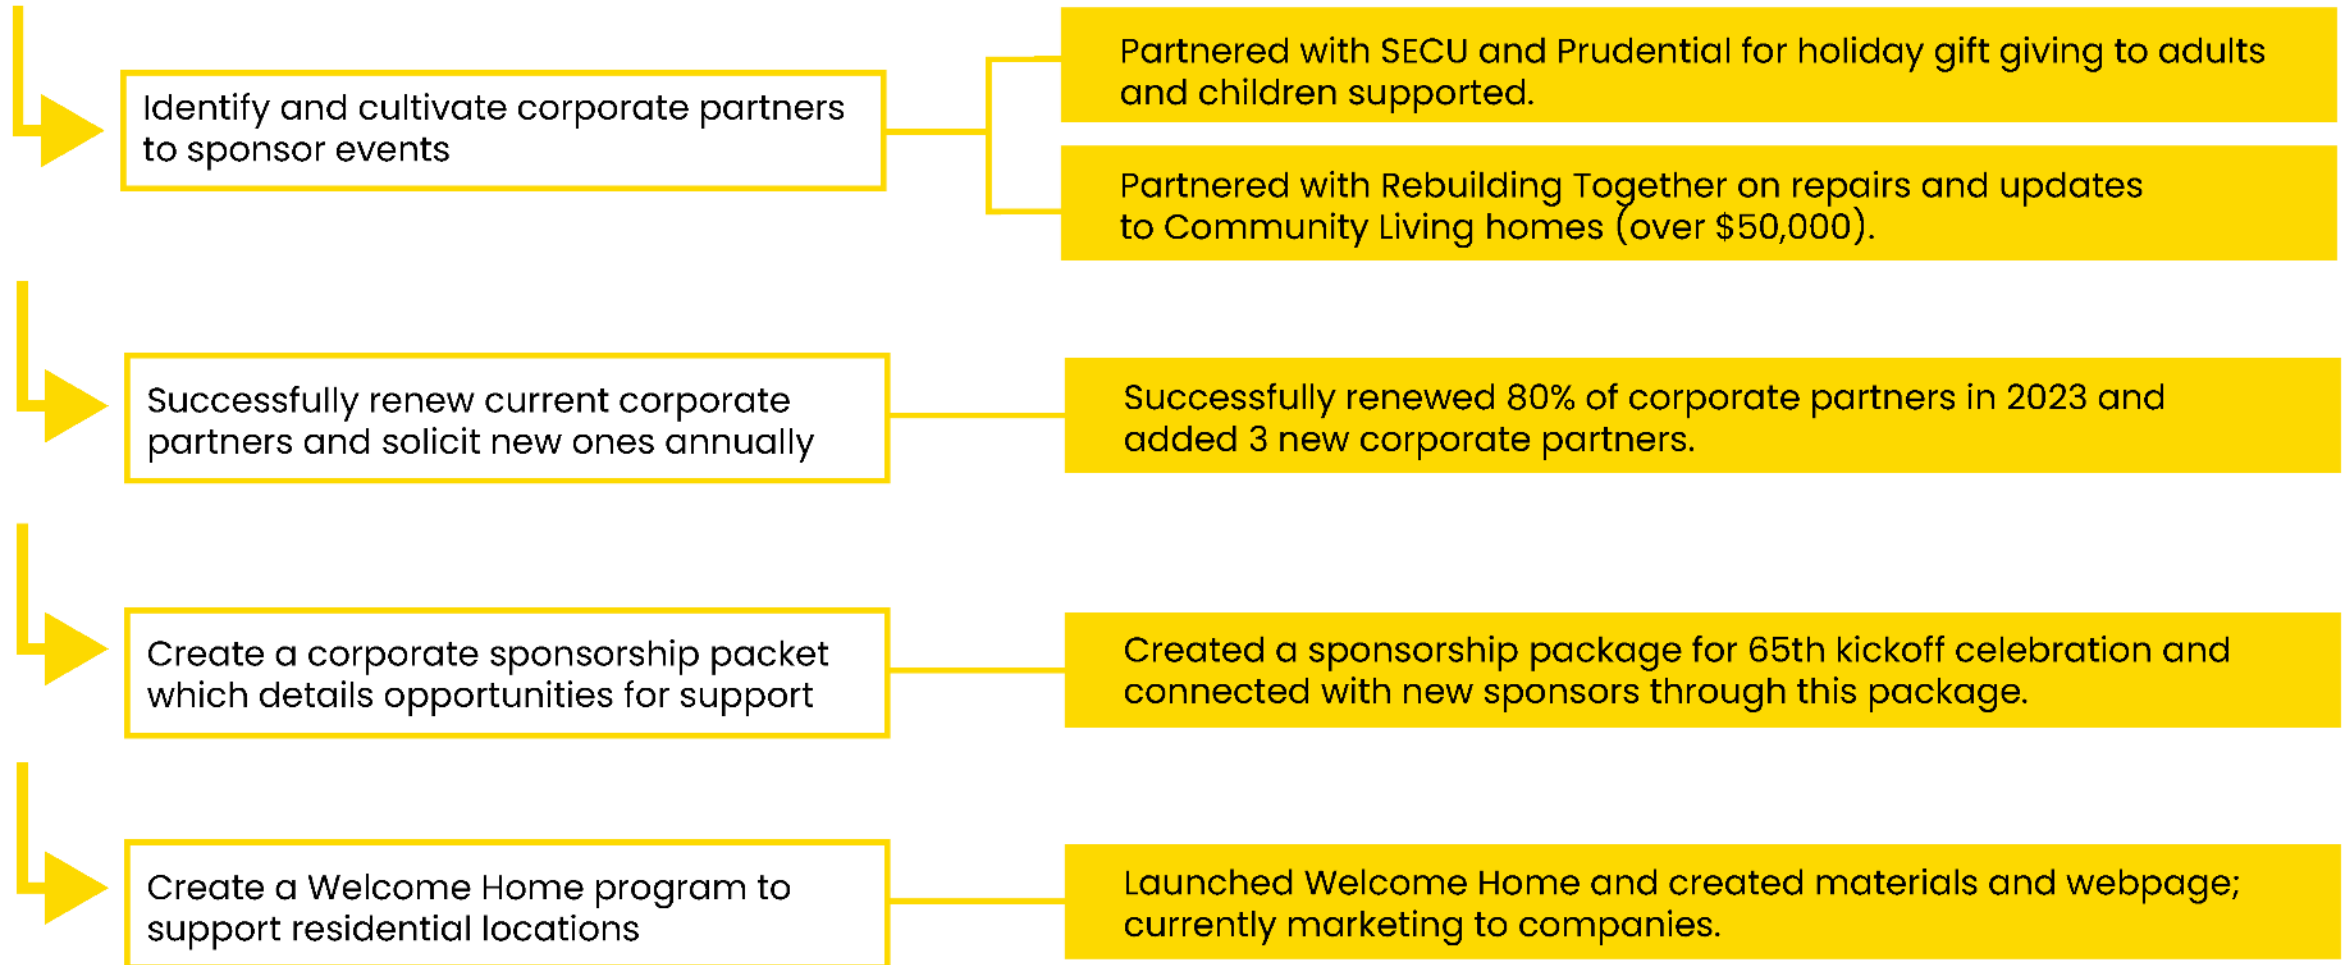 Identify and cultivate corporate partners
to sponsor events
Partnered with SECU and Prudential for holiday gift giving to adults
and children supported.
Partnered with Rebuilding Together on repairs and updates
to Community Living homes (over $50,000).
Successfully renew current corporate
partners and solicit new ones annually
Successfully renewed 80% of corporate partners in 2023 and
added 3 new corporate partners.
Create a corporate sponsorship packet
which details opportunities for support
Created a sponsorship package for 65th kickoff celebration and
connected with new sponsors through this package.
Create a Welcome Home program to
support residential locations
Launched Welcome Home and created materials and webpage;
currently marketing to companies.